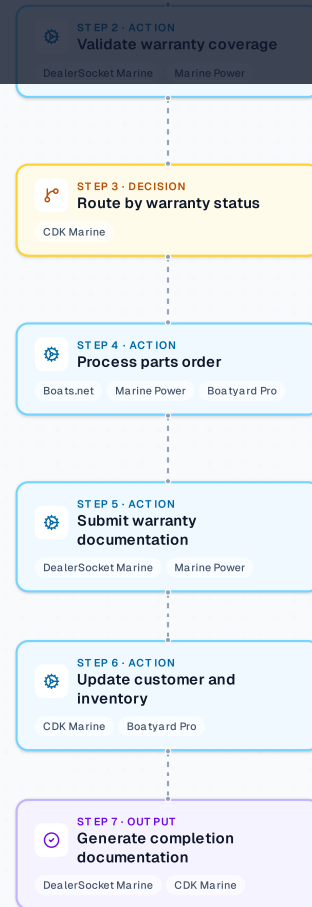 STEP 2 · ACTION
Validate warranty coverage
DealerSocket Marine Marine Power
STEP 3 · DECISION
Route by warranty status
CDK Marine
STEP 4 · ACTION
Process parts order
Boats.net Marine Power Boatyard Pro
STEP 5 · ACTION
Submit warranty
documentation
DealerSocket Marine Marine Power
STEP 6 · ACTION
Update customer and
inventory
CDK Marine Boatyard Pro
STEP 7 · OUTPUT
Generate completion
documentation
DealerSocket Marine CDK Marine